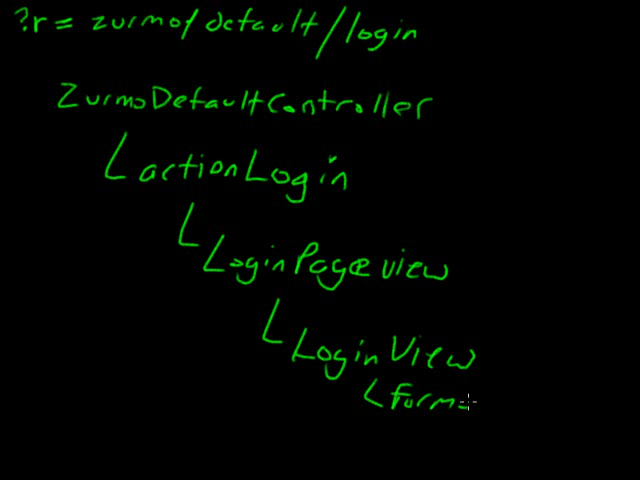 ?r = zurmo/default/login
ZurmoDefaultController
actionLogin
LoginPageView
LoginView
Form